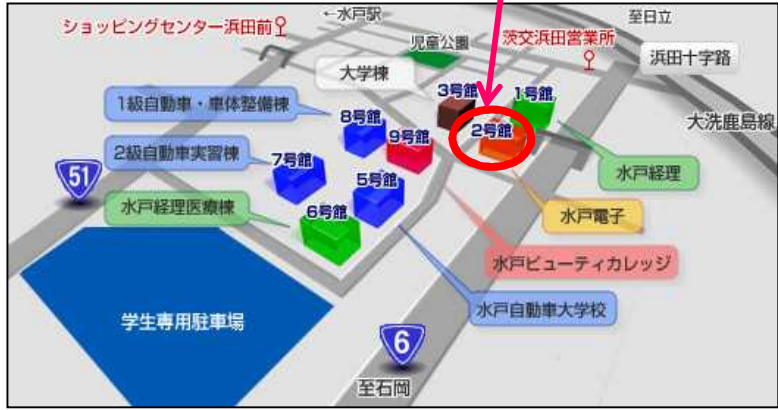 ←水戸駅
至日立
ショッピングセンター浜田前
児童公園
茨交浜田営業所
浜田十字路
大学棟
3号館
1号館
1級自動車・車体整備棟
8号館
2号館
大洗鹿島線
2級自動車実習棟
9号館
7号館
51
水戸経理
5号館
水戸経理医療棟
6号館
水戸電子
水戸ビューティカレッジ
水戸自動車大学校
学生専用駐車場
6
至石岡